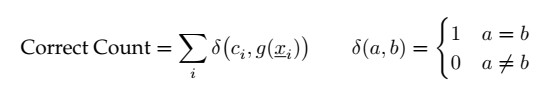 Correct Count = ∑_i δ(c_i, g(x̲_i))    δ(a, b) = { 1  a = b
0  a ≠ b